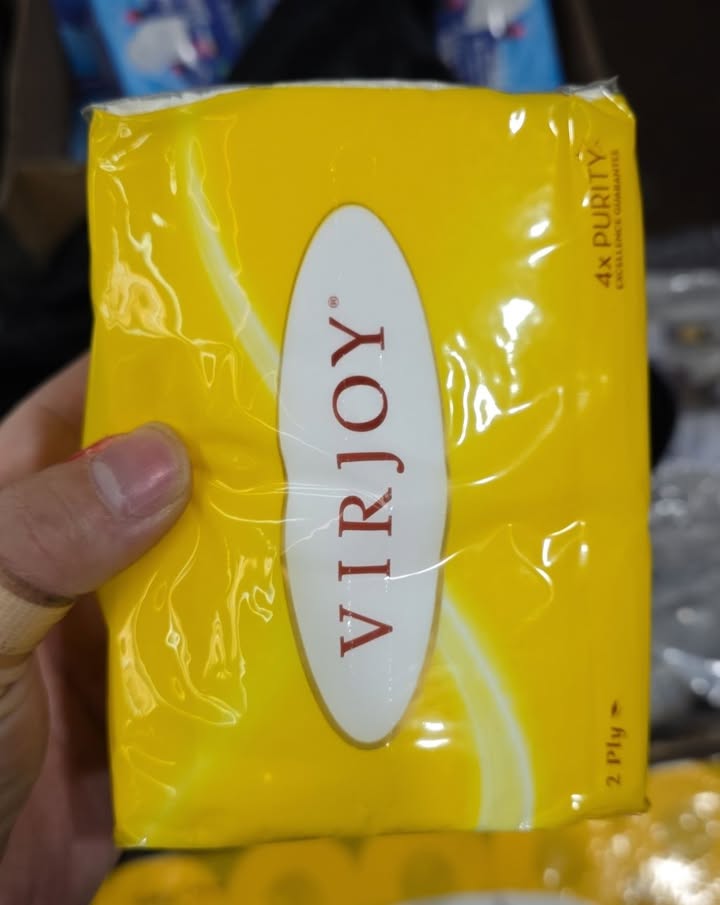 4x PURITY
EXCELLENCE GUARANTEE
VIRJOY®
2 Ply